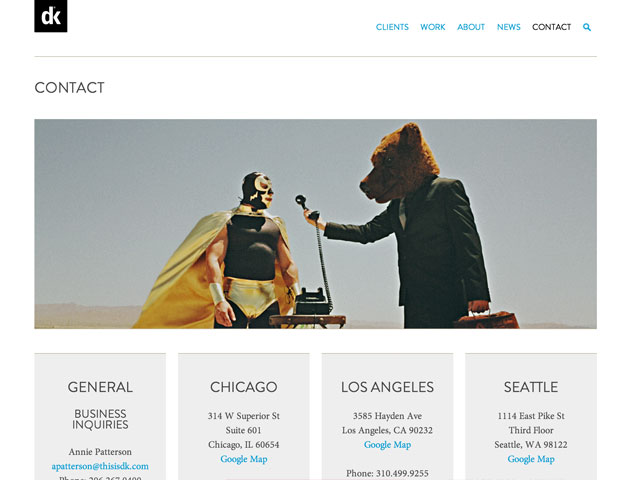 dk
CLIENTS WORK ABOUT NEWS CONTACT
CONTACT
GENERAL
BUSINESS
INQUIRIES
Annie Patterson
apatterson@thisisdk.com
CHICAGO
314 W Superior St
Suite 601
Chicago, IL 60654
Google Map
LOS ANGELES
3585 Hayden Ave
Los Angeles, CA 90232
Google Map
Phone: 310.499.9255
SEATTLE
1114 East Pike St
Third Floor
Seattle, WA 98122
Google Map